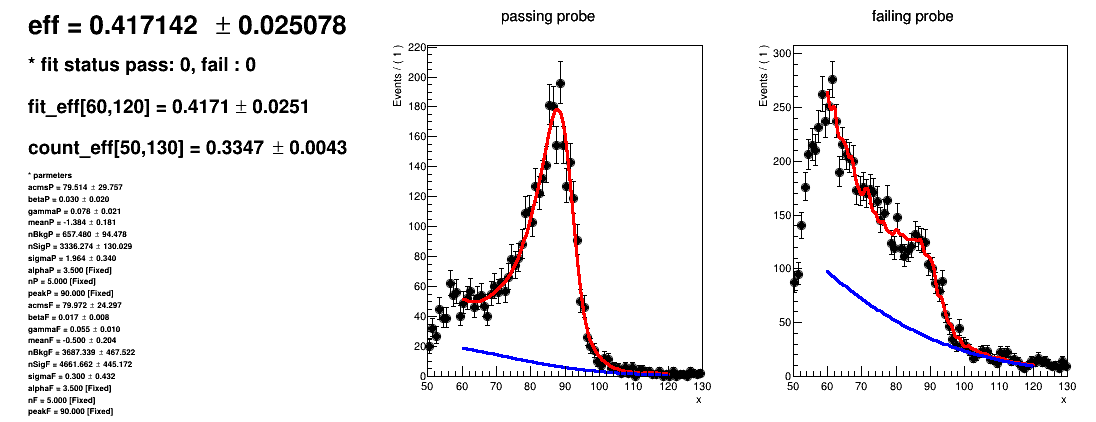 eff = 0.417142 ± 0.025078
* fit status pass: 0, fail : 0
fit_eff[60,120] = 0.4171 ± 0.0251
count_eff[50,130] = 0.3347 ± 0.0043
* parmeters
acmsP = 79.514 ± 29.757
betaP = 0.030 ± 0.020
gammaP = 0.078 ± 0.021
meanP = -1.384 ± 0.181
nBkgP = 657.480 ± 94.478
nSigP = 3336.274 ± 130.029
sigmaP = 1.964 ± 0.340
alphaP = 3.500 [Fixed]
nP = 5.000 [Fixed]
peakP = 90.000 [Fixed]
acmsF = 79.972 ± 24.297
betaF = 0.017 ± 0.008
gammaF = 0.055 ± 0.010
meanF = -0.500 ± 0.204
nBkgF = 3687.339 ± 467.522
nSigF = 4661.662 ± 445.172
sigmaF = 0.300 ± 0.432
alphaF = 3.500 [Fixed]
nF = 5.000 [Fixed]
peakF = 90.000 [Fixed]
passing probe
Events / ( 1 )
220
200
180
160
140
120
100
80
60
40
20
0
50 60 70 80 90 100 110 120 130
x
failing probe
Events / ( 1 )
300
250
200
150
100
50
0
50 60 70 80 90 100 110 120 130
x